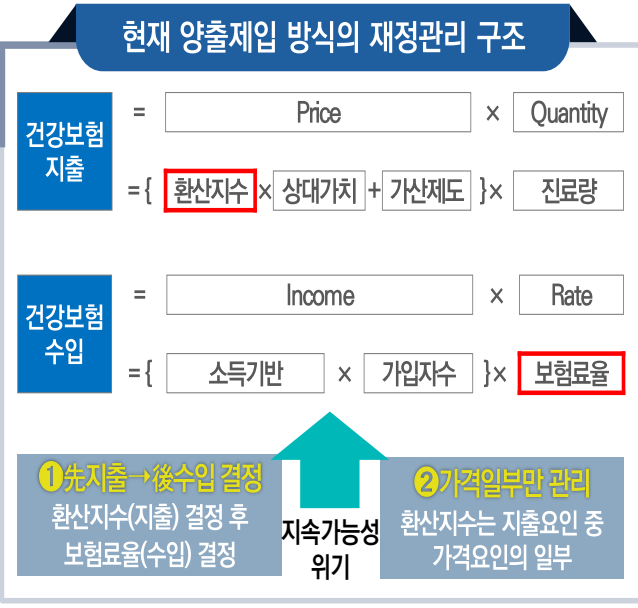 현재 양출제입 방식의 재정관리 구조
건강보험
지출
= Price × Quantity
={ 환산지수 × 상대가치 + 가산제도 }× 진료량
건강보험
수입
= Income × Rate
={ 소득기반 × 가입자수 }× 보험료율
❶先지출→後수입 결정
환산지수(지출) 결정 후
보험료율(수입) 결정
지속가능성
위기
❷가격일부만 관리
환산지수는 지출요인 중
가격요인의 일부